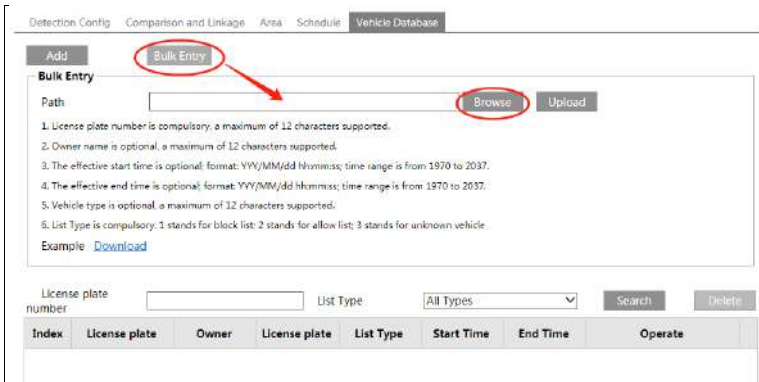 Detection Config Comparison and Linkage Area Schedule Vehicle Database
Add Bulk Entry
Bulk Entry
Path Browse Upload
1. License plate number is compulsory, a maximum of 12 characters supported.
2. Owner name is optional, a maximum of 12 characters supported.
3. The effective start time is optional; format: YYY/MM/dd hh:mm:ss; time range is from 1970 to 2037.
4. The effective end time is optional; format: YYY/MM/dd hh:mm:ss; time range is from 1970 to 2037.
5. Vehicle type is optional, a maximum of 12 characters supported.
6. List Type is compulsory. 1 stands for block list; 2 stands for allow list; 3 stands for unknown vehicle
Example Download
License plate number List Type All Types Search Delete
Index License plate Owner License plate List Type Start Time End Time Operate